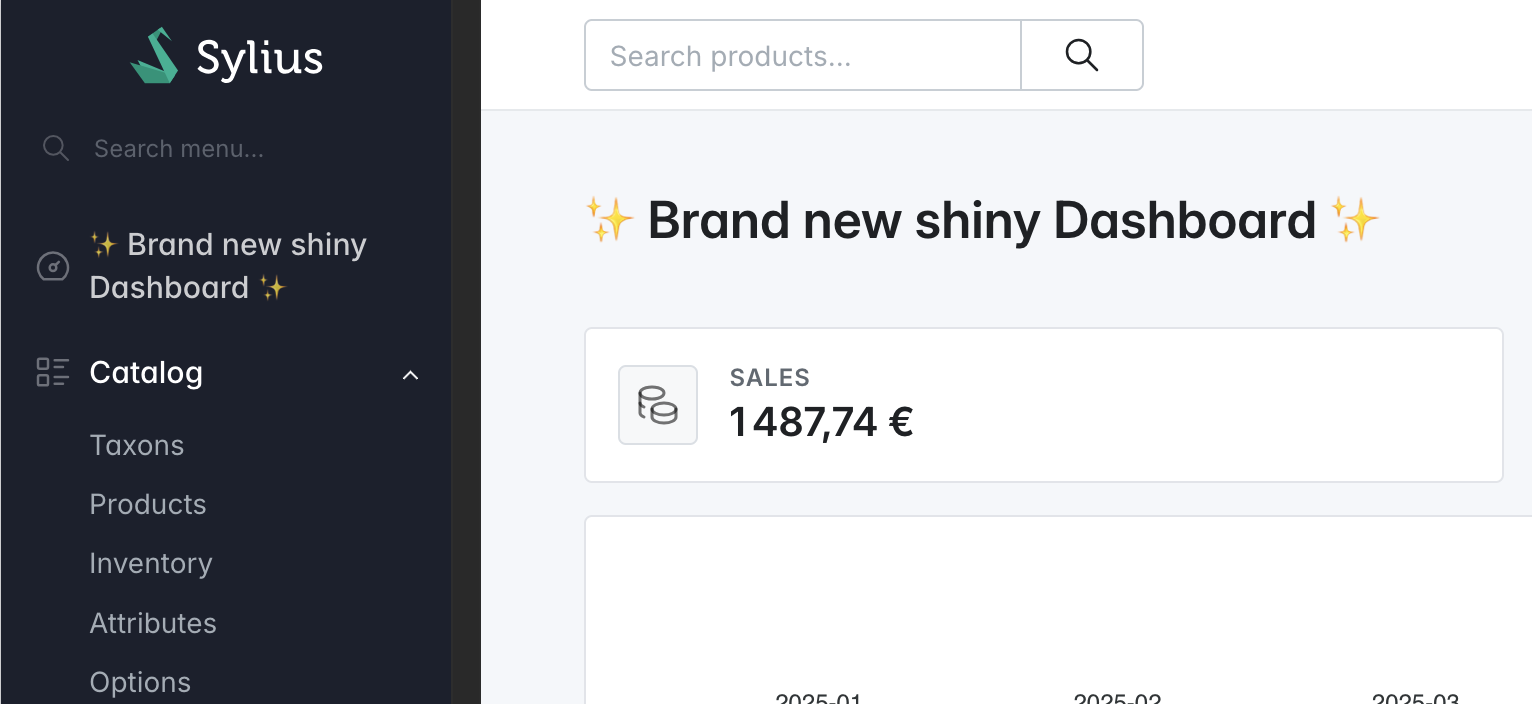 Sylius
Search menu...
✨ Brand new shiny
Dashboard ✨
Catalog
Taxons
Products
Inventory
Attributes
Options
Search products...
✨ Brand new shiny Dashboard ✨
SALES
1 487,74 €
2025-01 2025-02 2025-03